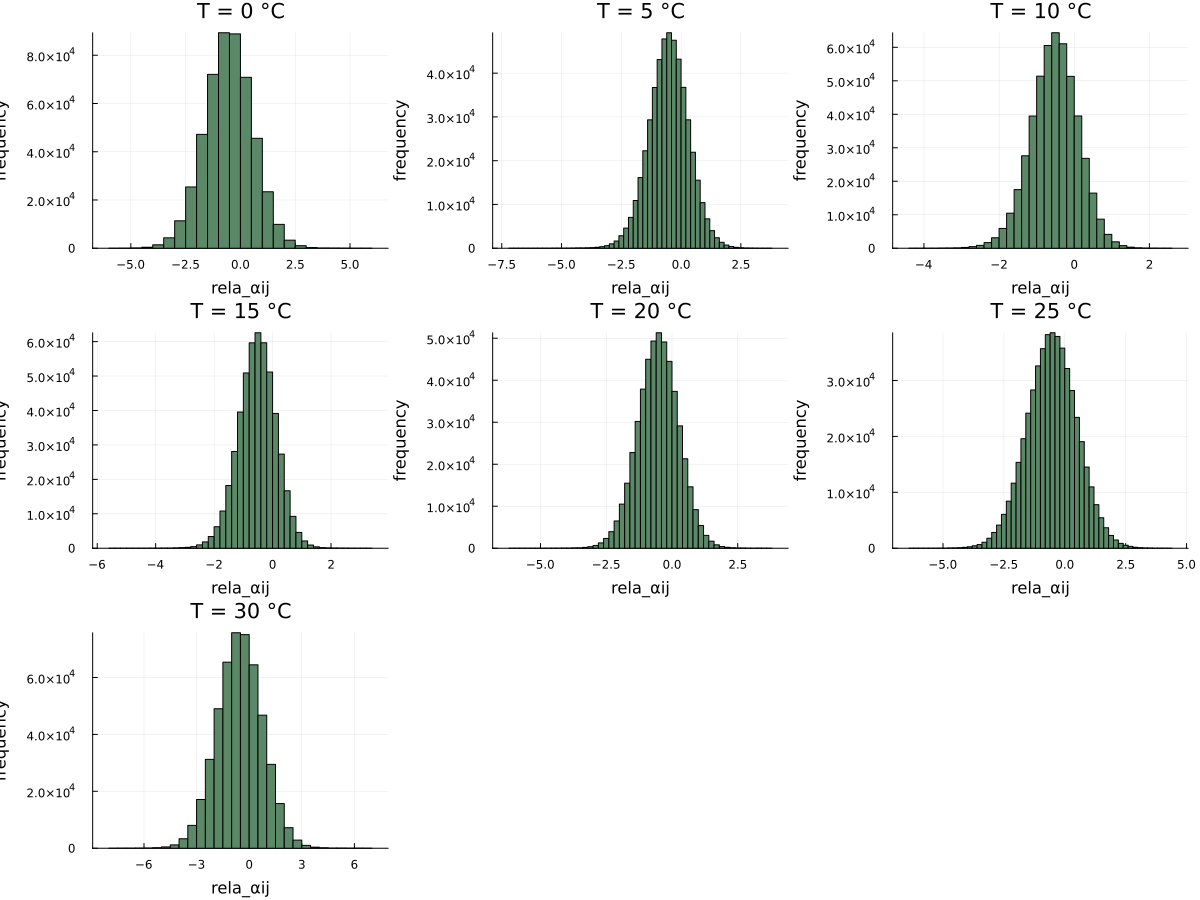 T = 0 °C
8.0×10⁴
6.0×10⁴
4.0×10⁴
2.0×10⁴
0
frequency
−5.0 −2.5 0.0 2.5 5.0
rela_αij
T = 5 °C
4.0×10⁴
3.0×10⁴
2.0×10⁴
1.0×10⁴
0
frequency
−7.5 −5.0 −2.5 0.0 2.5
rela_αij
T = 10 °C
6.0×10⁴
5.0×10⁴
4.0×10⁴
3.0×10⁴
2.0×10⁴
1.0×10⁴
0
frequency
−4 −2 0 2
rela_αij
T = 15 °C
6.0×10⁴
5.0×10⁴
4.0×10⁴
3.0×10⁴
2.0×10⁴
1.0×10⁴
0
frequency
−6 −4 −2 0 2
rela_αij
T = 20 °C
5.0×10⁴
4.0×10⁴
3.0×10⁴
2.0×10⁴
1.0×10⁴
0
frequency
−5.0 −2.5 0.0 2.5
rela_αij
T = 25 °C
3.0×10⁴
2.0×10⁴
1.0×10⁴
0
frequency
−5.0 −2.5 0.0 2.5 5.0
rela_αij
T = 30 °C
6.0×10⁴
4.0×10⁴
2.0×10⁴
0
frequency
−6 −3 0 3 6
rela_αij